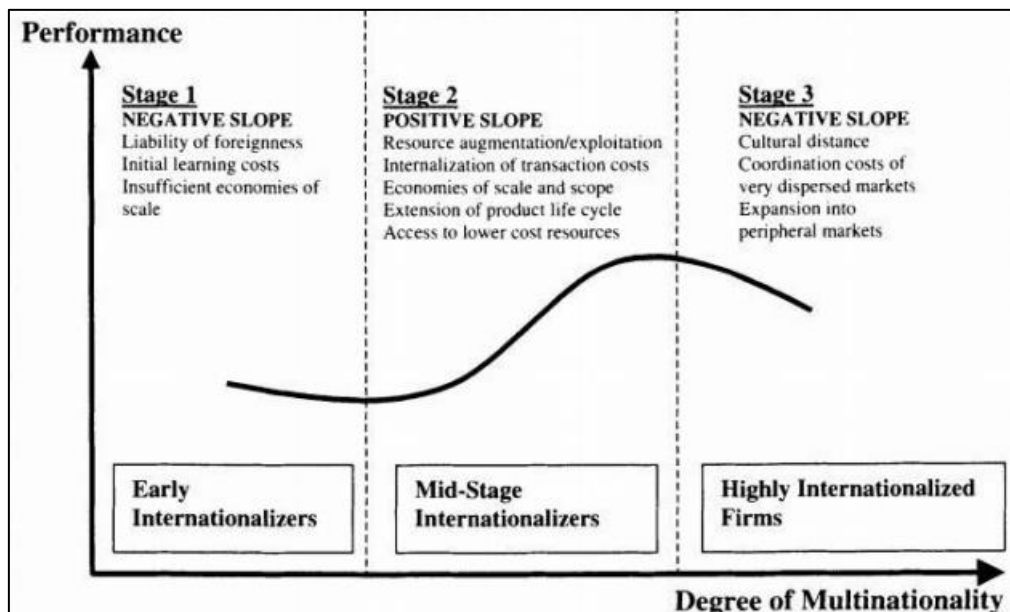 Performance
Stage 1
NEGATIVE SLOPE
Liability of foreignness
Initial learning costs
Insufficient economies of
scale
Stage 2
POSITIVE SLOPE
Resource augmentation/exploitation
Internalization of transaction costs
Economies of scale and scope
Extension of product life cycle
Access to lower cost resources
Stage 3
NEGATIVE SLOPE
Cultural distance
Coordination costs of
very dispersed markets
Expansion into
peripheral markets
Early
Internationalizers
Mid-Stage
Internationalizers
Highly Internationalized
Firms
Degree of Multinationality